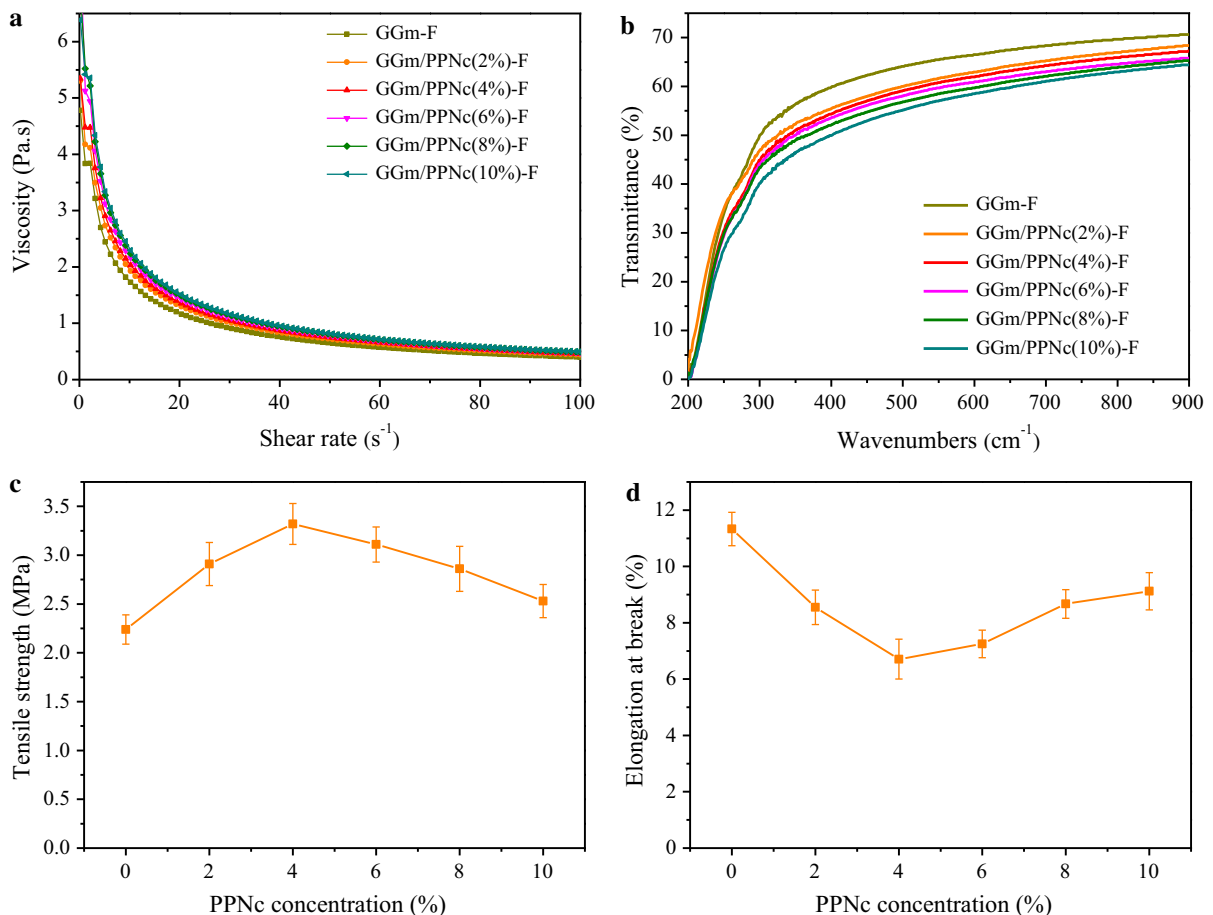 a
Viscosity (Pa.s)
6
5
4
3
2
1
0
0 20 40 60 80 100
Shear rate (s⁻¹)
GGm-F
GGm/PPNc(2%)-F
GGm/PPNc(4%)-F
GGm/PPNc(6%)-F
GGm/PPNc(8%)-F
GGm/PPNc(10%)-F
b
Transmittance (%)
70
60
50
40
30
20
10
0
200 300 400 500 600 700 800 900
Wavenumbers (cm⁻¹)
GGm-F
GGm/PPNc(2%)-F
GGm/PPNc(4%)-F
GGm/PPNc(6%)-F
GGm/PPNc(8%)-F
GGm/PPNc(10%)-F
c
Tensile strength (MPa)
3.5
3.0
2.5
2.0
1.5
1.0
0.5
0.0
0 2 4 6 8 10
PPNc concentration (%)
d
Elongation at break (%)
12
10
8
6
4
2
0
0 2 4 6 8 10
PPNc concentration (%)